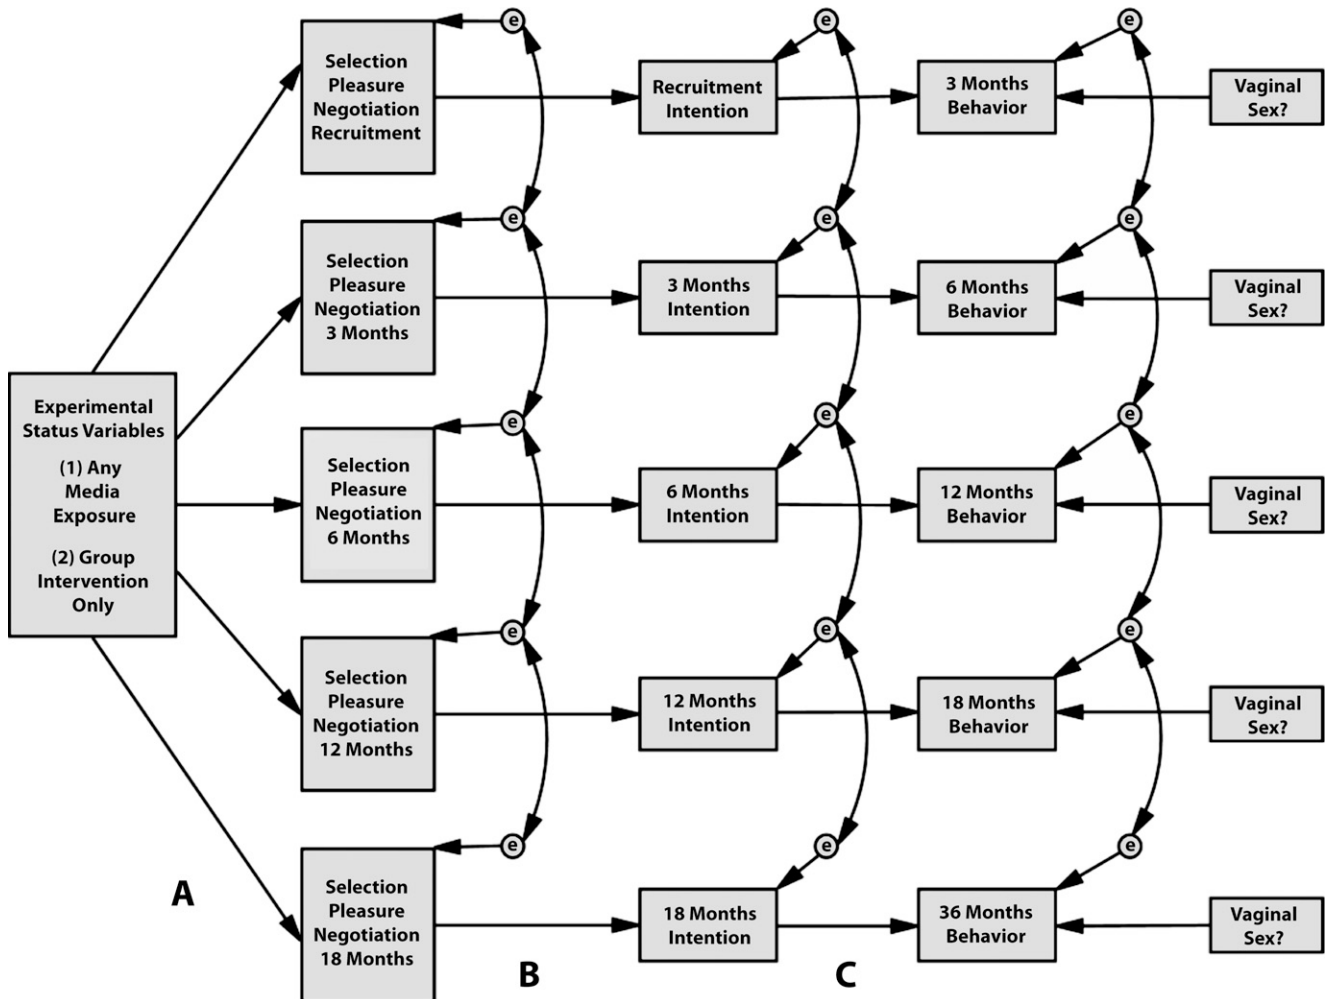 e
e
e
Selection
Pleasure
Negotiation
Recruitment
Recruitment
Intention
3 Months
Behavior
Vaginal
Sex?
e
e
e
Selection
Pleasure
Negotiation
3 Months
3 Months
Intention
6 Months
Behavior
Vaginal
Sex?
Experimental
Status Variables
(1) Any
Media
Exposure
(2) Group
Intervention
Only
e
e
e
Selection
Pleasure
Negotiation
6 Months
6 Months
Intention
12 Months
Behavior
Vaginal
Sex?
e
e
e
Selection
Pleasure
Negotiation
12 Months
12 Months
Intention
18 Months
Behavior
Vaginal
Sex?
e
e
e
Selection
Pleasure
Negotiation
18 Months
18 Months
Intention
36 Months
Behavior
Vaginal
Sex?
A
B
C